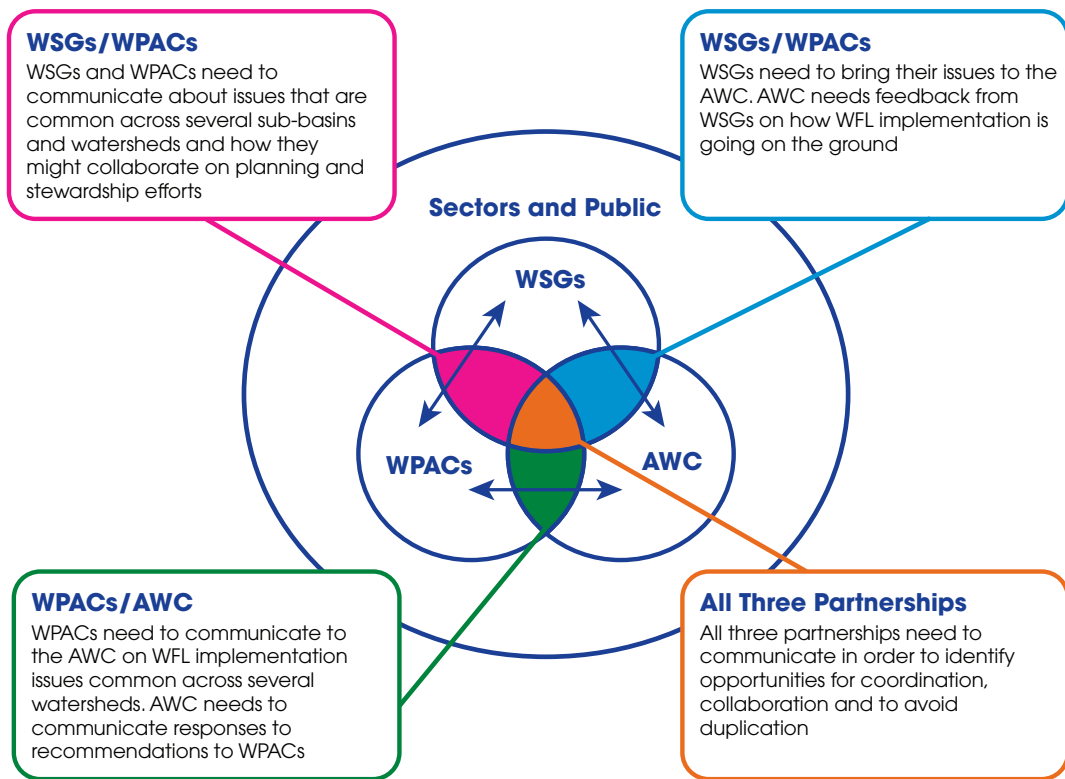 WSGs/WPACs
WSGs and WPACs need to
communicate about issues that are
common across several sub-basins
and watersheds and how they
might collaborate on planning and
stewardship efforts
WSGs/WPACs
WSGs need to bring their issues to the
AWC. AWC needs feedback from
WSGs on how WFL implementation is
going on the ground
Sectors and Public
WSGs
WPACs
AWC
WPACs/AWC
WPACs need to communicate to
the AWC on WFL implementation
issues common across several
watersheds. AWC needs to
communicate responses to
recommendations to WPACs
All Three Partnerships
All three partnerships need to
communicate in order to identify
opportunities for coordination,
collaboration and to avoid
duplication